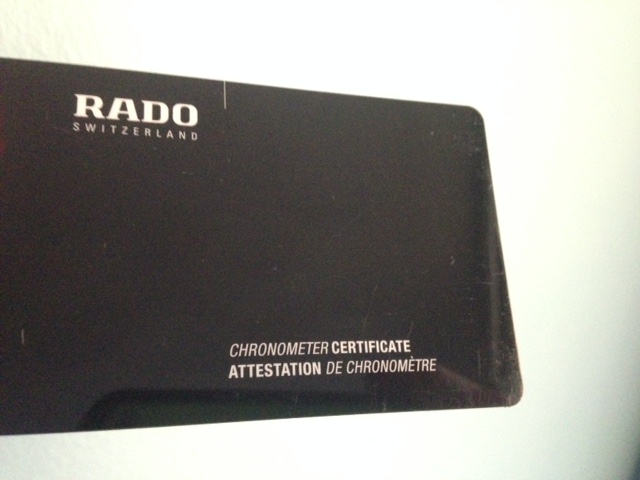 RADO
SWITZERLAND
CHRONOMETER CERTIFICATE
ATTESTATION DE CHRONOMÈTRE